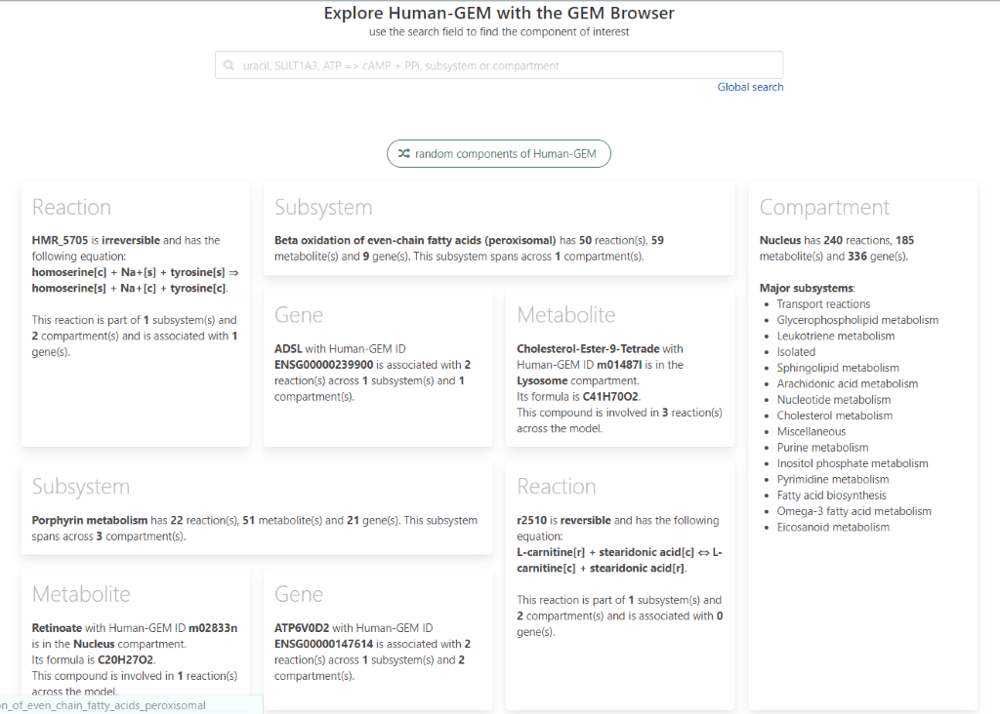 Explore Human-GEM with the GEM Browser
use the search field to find the component of interest
uracil, SULT1A3, ATP => cAMP + PPi, subsystem or compartment
Global search
random components of Human-GEM
Reaction
HMR_5705 is irreversible and has the
following equation:
homoserine[c] + Na+[s] + tyrosine[s] ⇒
homoserine[s] + Na+[c] + tyrosine[c].
This reaction is part of 1 subsystem(s) and
2 compartment(s) and is associated with 1
gene(s).
Subsystem
Beta oxidation of even-chain fatty acids (peroxisomal) has 50 reaction(s), 59
metabolite(s) and 9 gene(s). This subsystem spans across 1 compartment(s).
Gene
ADSL with Human-GEM ID
ENSG00000239900 is associated with 2
reaction(s) across 1 subsystem(s) and 1
compartment(s).
Metabolite
Cholesterol-Ester-9-Tetrade with
Human-GEM ID m01487l is in the
Lysosome compartment.
Its formula is C41H70O2.
This compound is involved in 3 reaction(s)
across the model.
Compartment
Nucleus has 240 reactions, 185
metabolite(s) and 336 gene(s).
Major subsystems:
• Transport reactions
• Glycerophospholipid metabolism
• Leukotriene metabolism
• Isolated
• Sphingolipid metabolism
• Arachidonic acid metabolism
• Nucleotide metabolism
• Cholesterol metabolism
• Miscellaneous
• Purine metabolism
• Inositol phosphate metabolism
• Pyrimidine metabolism
• Fatty acid biosynthesis
• Omega-3 fatty acid metabolism
• Eicosanoid metabolism
Subsystem
Porphyrin metabolism has 22 reaction(s), 51 metabolite(s) and 21 gene(s). This subsystem
spans across 3 compartment(s).
Reaction
r2510 is reversible and has the following
equation:
L-carnitine[r] + stearidonic acid[c] ⇔ L-
carnitine[c] + stearidonic acid[r].
This reaction is part of 1 subsystem(s) and
2 compartment(s) and is associated with 0
gene(s).
Metabolite
Retinoate with Human-GEM ID m02833n
is in the Nucleus compartment.
Its formula is C20H27O2.
This compound is involved in 1 reaction(s)
across the model.
Gene
ATP6V0D2 with Human-GEM ID
ENSG00000147614 is associated with 2
reaction(s) across 1 subsystem(s) and 2
compartment(s).
n_of_even_chain_fatty_acids_peroxisomal